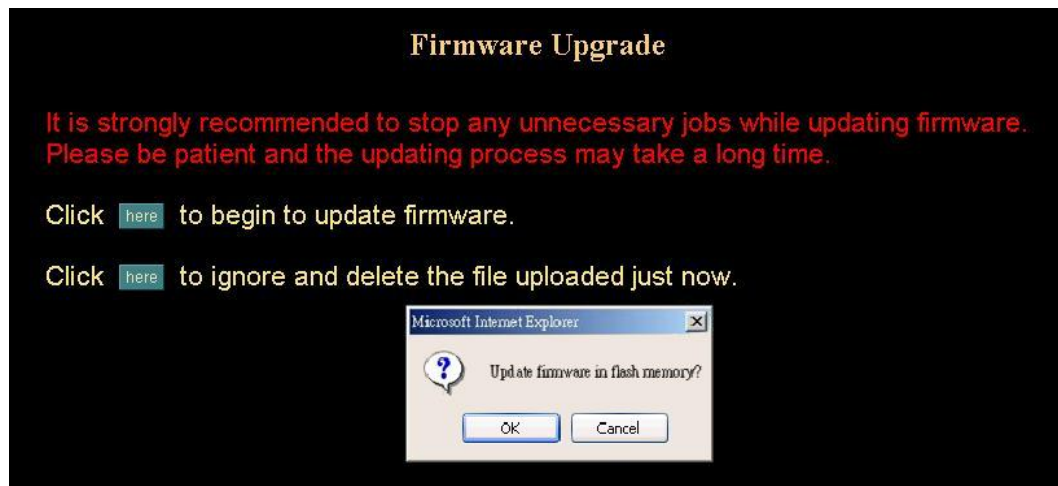 Firmware Upgrade
It is strongly recommended to stop any unnecessary jobs while updating firmware.
Please be patient and the updating process may take a long time.
Click here to begin to update firmware.
Click here to ignore and delete the file uploaded just now.
Microsoft Internet Explorer
Update firmware in flash memory?
OK Cancel